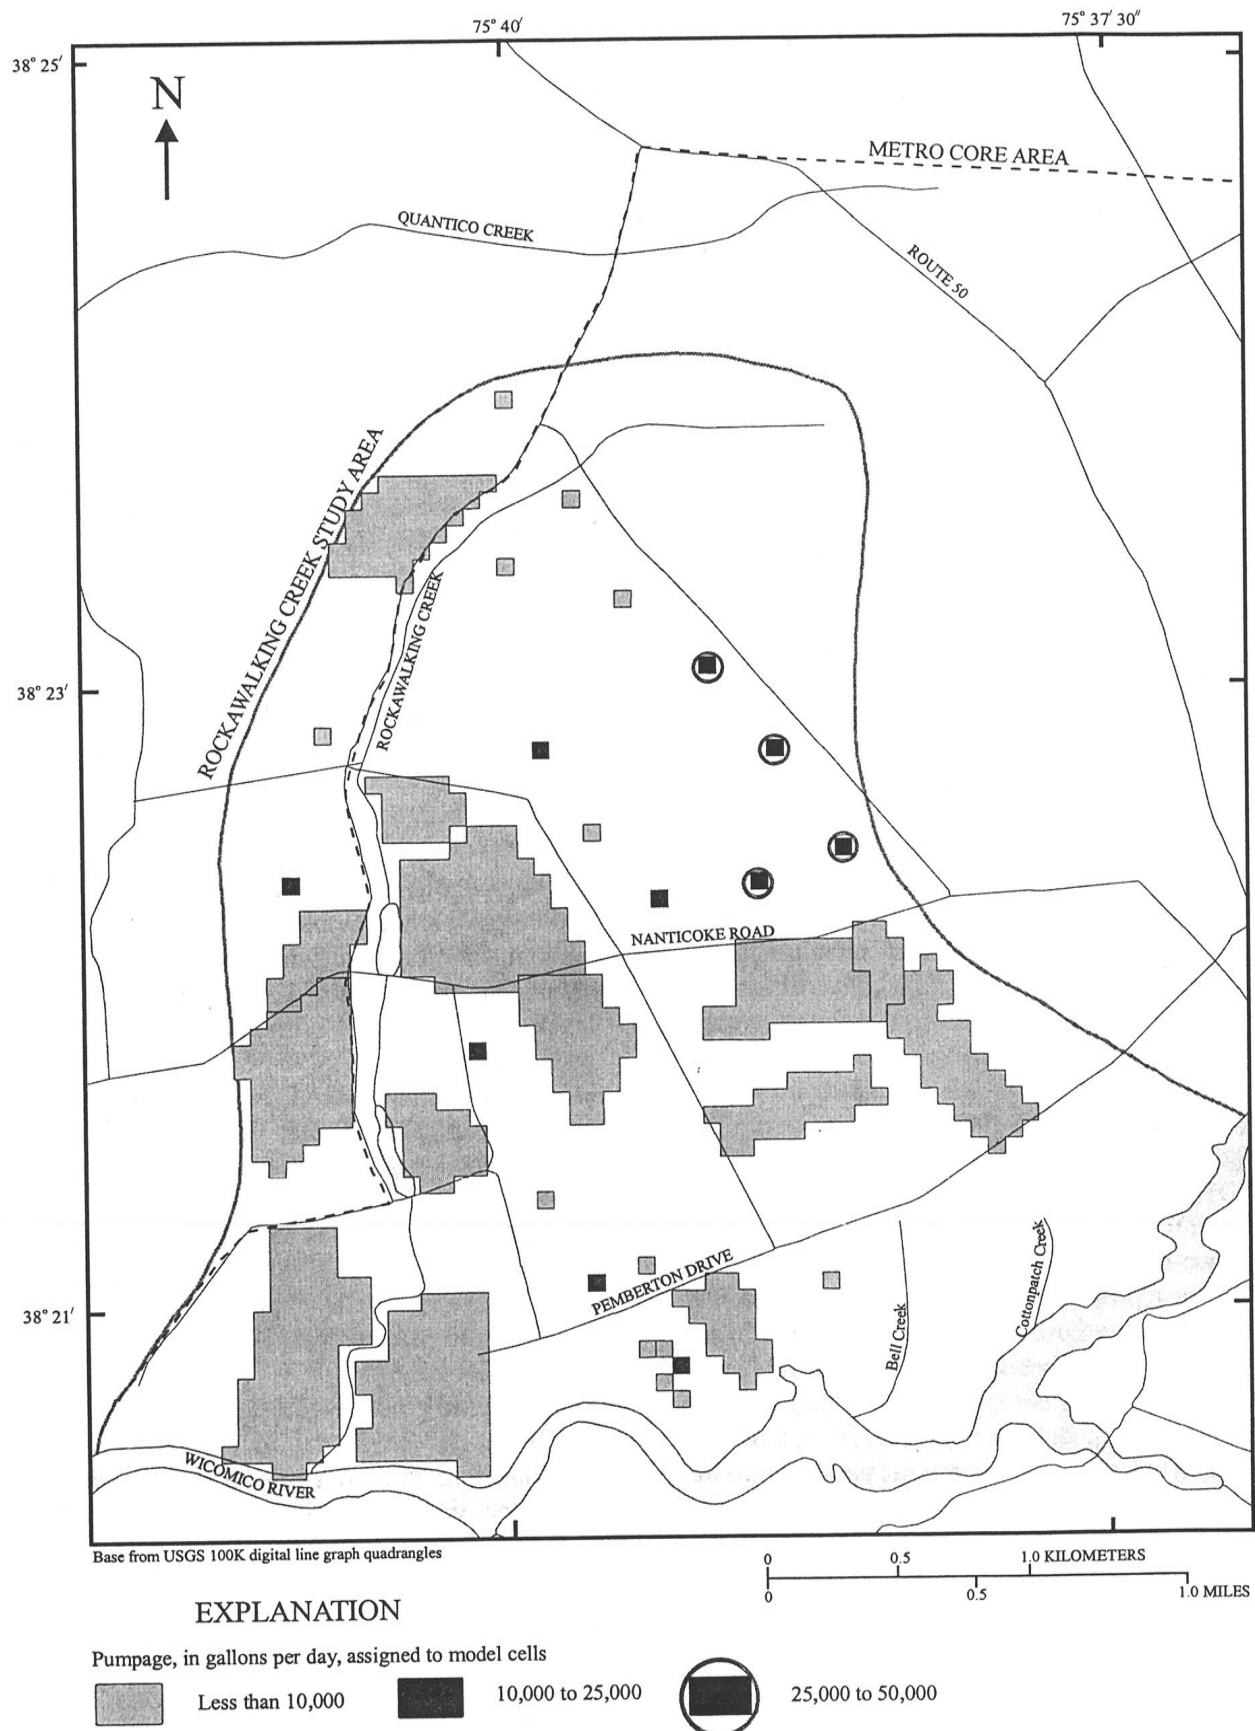 75° 40′
75° 37′ 30″
38° 25′
N
METRO CORE AREA
QUANTICO CREEK
ROUTE 50
ROCKAWALKING CREEK STUDY AREA
ROCKAWALKING CREEK
38° 23′
NANTICOKE ROAD
PEMBERTON DRIVE
Bell Creek
Cottonpatch Creek
38° 21′
WICOMICO RIVER
Base from USGS 100K digital line graph quadrangles
0 0.5 1.0 KILOMETERS
0 0.5 1.0 MILES
EXPLANATION
Pumpage, in gallons per day, assigned to model cells
Less than 10,000
10,000 to 25,000
25,000 to 50,000